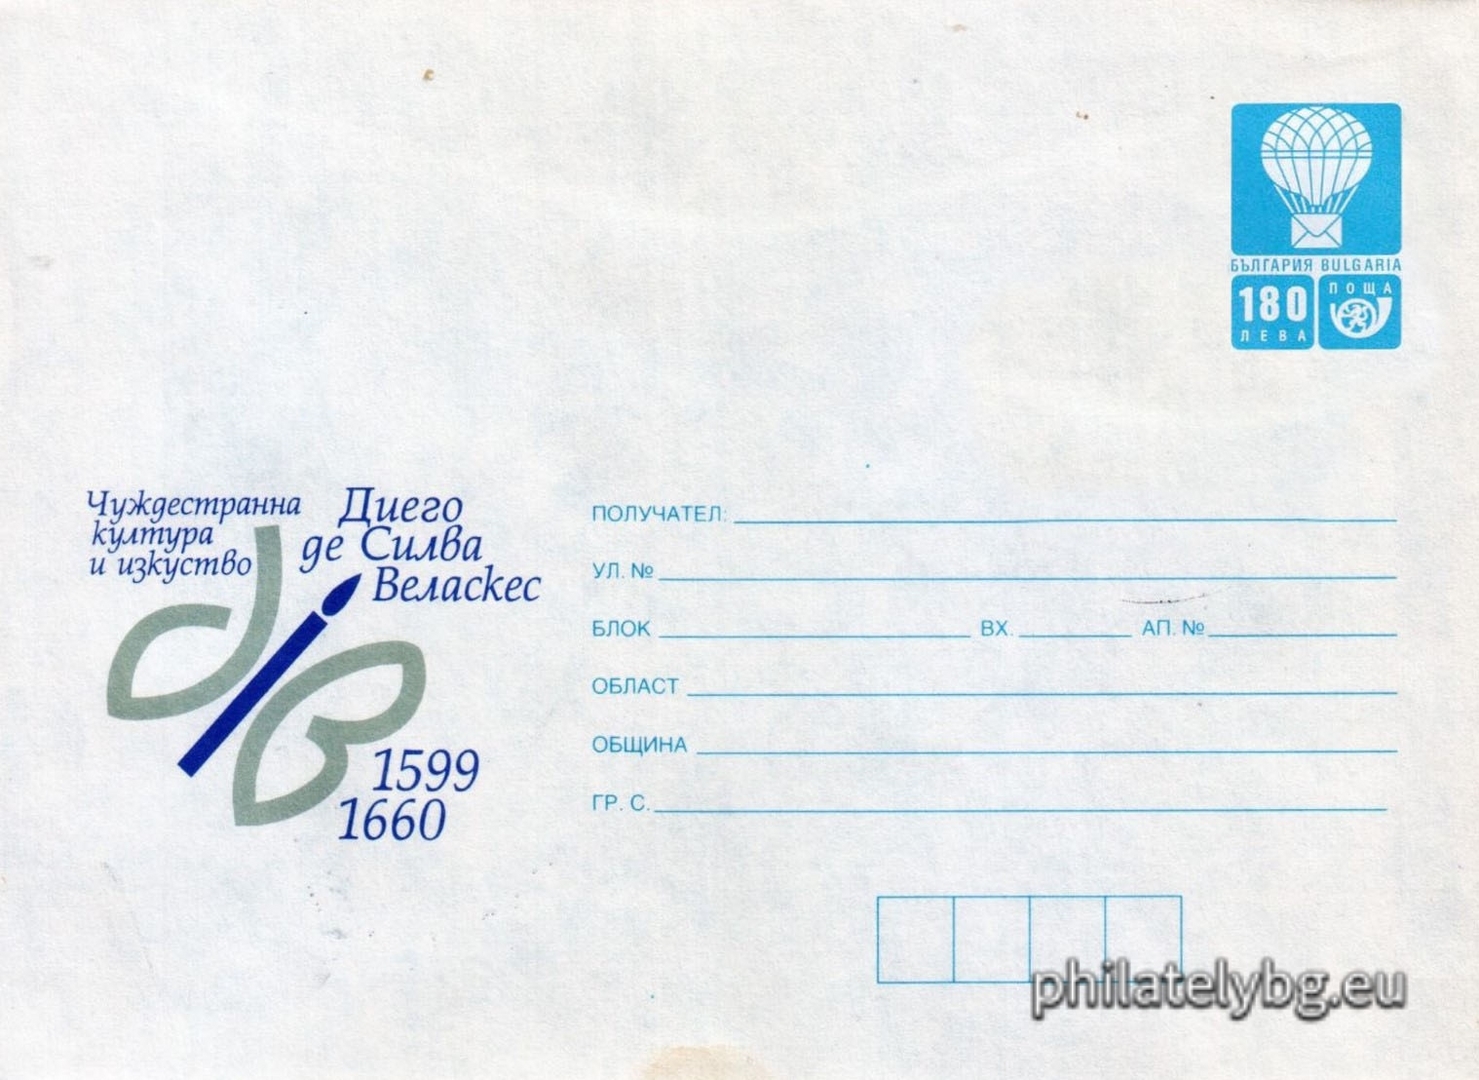 БЪЛГАРИЯ BULGARIA
180 ПОЩА
ЛЕВА
Чуждестранна
култура
и изкуство
Диего
де Силва
Веласкес
1599
1660
ПОЛУЧАТЕЛ:
УЛ. №
БЛОК ВХ. АП. №
ОБЛАСТ
ОБЩИНА
ГР. С.
philatelybg.eu